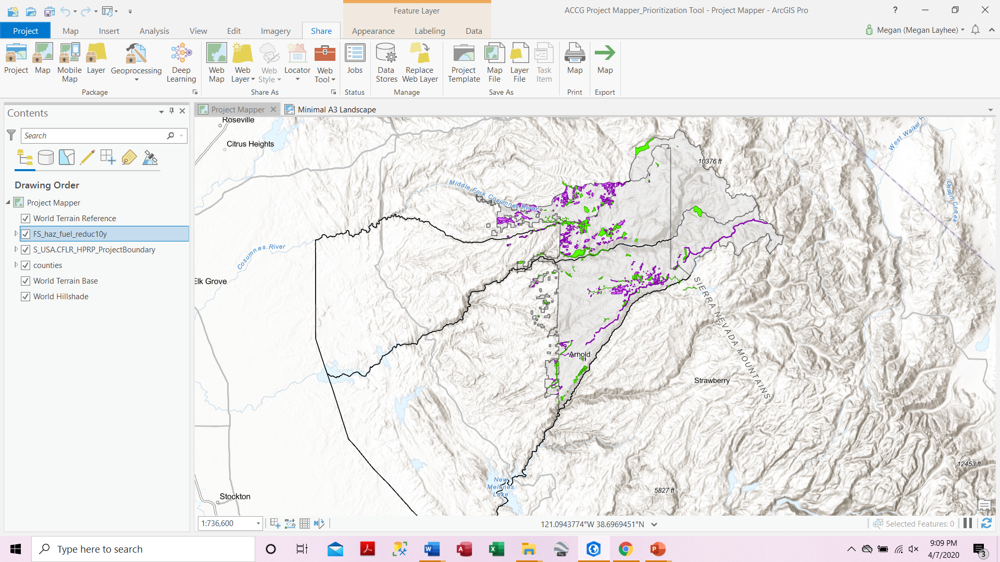 Feature Layer
ACCG Project Mapper_Prioritization Tool - Project Mapper - ArcGIS Pro
?
Project
Map
Insert
Analysis
View
Edit
Imagery
Share
Appearance
Labeling
Data
Megan (Megan Layhee)
Project
Map
Mobile
Map
Layer
Geoprocessing
Deep
Learning
Web
Map
Web
Layer
Web
Style
Locator
Web
Tool
Jobs
Data
Stores
Replace
Web Layer
Project
Template
Map
File
Layer
File
Task
Item
Map
Map
Package
Share As
Status
Manage
Save As
Print
Export
Contents
Project Mapper
Minimal A3 Landscape
Search
Drawing Order
Project Mapper
World Terrain Reference
FS_haz_fuel_reduc10y
S_USA.CFLR_HPRP_ProjectBoundary
counties
World Terrain Base
World Hillshade
Roseville
Citrus Heights
West Walker R
10376 ft
Middle Fork Cosumnes River
Desert Creek
Cosumnes River
Elk Grove
SIERRA NEVADA MOUNTAINS
Arnold
Strawberry
12453 ft
New
Melones
Lake
5827 ft
Stockton
1:736,600
121.0943774°W 38.6969451°N
Selected Features: 0
Type here to search
Pro
9:09 PM
4/7/2020
3